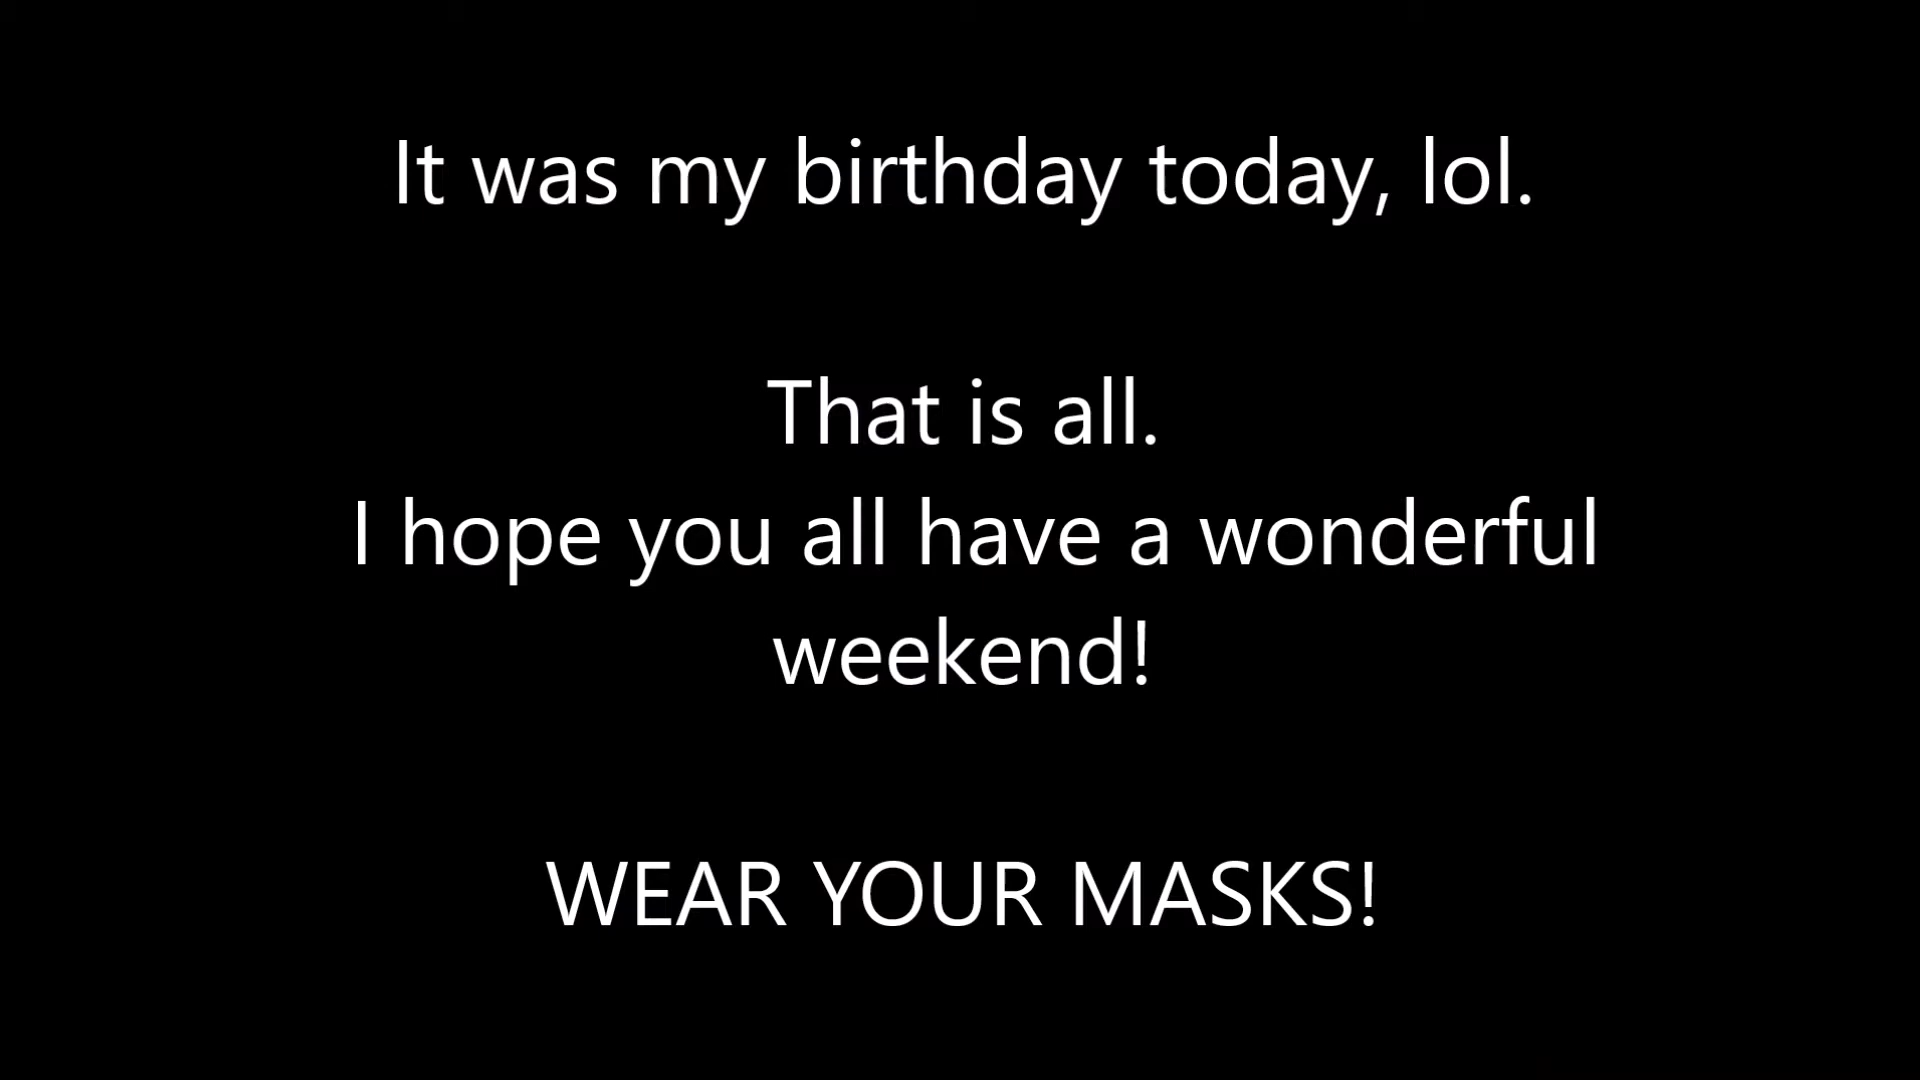 It was my birthday today, lol.
That is all.
I hope you all have a wonderful
weekend!
WEAR YOUR MASKS!